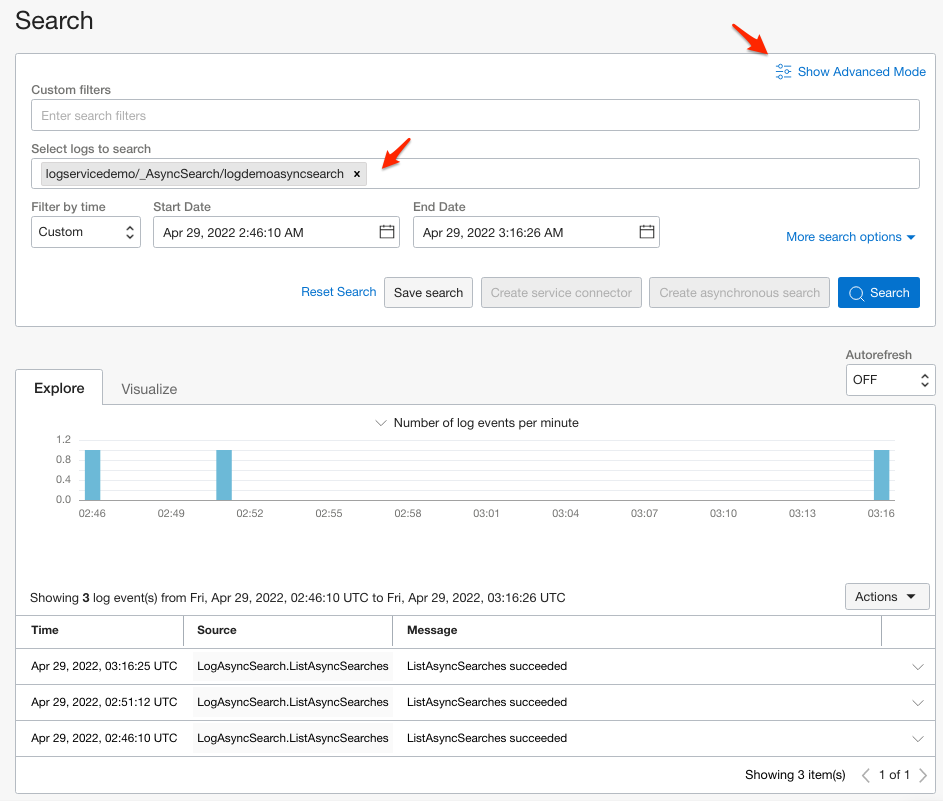 Search
Show Advanced Mode
Custom filters
Enter search filters
Select logs to search
logservicedemo/_AsyncSearch/logdemoasyncsearch x
Filter by time Start Date End Date
Custom Apr 29, 2022 2:46:10 AM Apr 29, 2022 3:16:26 AM
More search options
Reset Search Save search Create service connector Create asynchronous search Search
Autorefresh
OFF
Explore Visualize
Number of log events per minute
1.2
0.8
0.4
0.0
02:46 02:49 02:52 02:55 02:58 03:01 03:04 03:07 03:10 03:13 03:16
Showing 3 log event(s) from Fri, Apr 29, 2022, 02:46:10 UTC to Fri, Apr 29, 2022, 03:16:26 UTC
Actions
Time Source Message
Apr 29, 2022, 03:16:25 UTC LogAsyncSearch.ListAsyncSearches ListAsyncSearches succeeded
Apr 29, 2022, 02:51:12 UTC LogAsyncSearch.ListAsyncSearches ListAsyncSearches succeeded
Apr 29, 2022, 02:46:10 UTC LogAsyncSearch.ListAsyncSearches ListAsyncSearches succeeded
Showing 3 item(s) 1 of 1